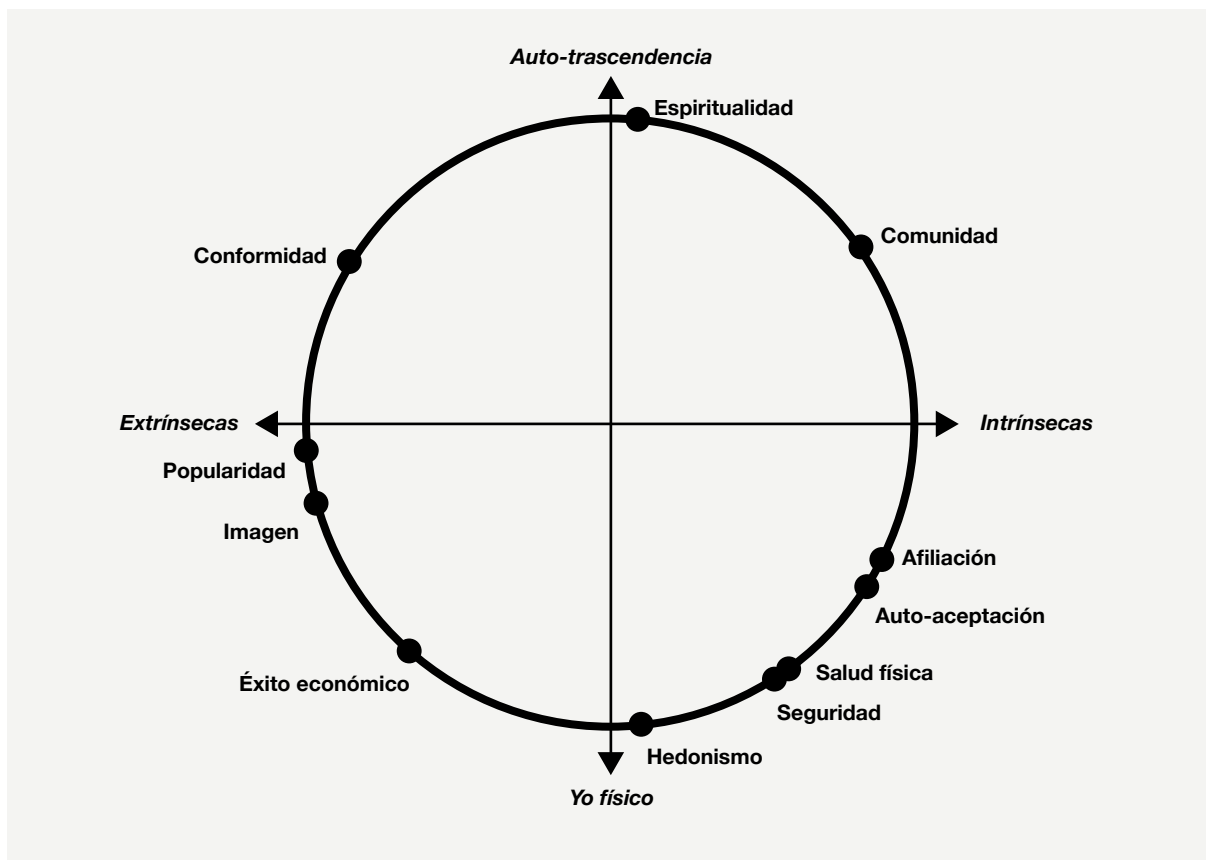 Auto-trascendencia
Espiritualidad
Comunidad
Conformidad
Extrínsecas
Intrínsecas
Popularidad
Imagen
Afiliación
Auto-aceptación
Salud física
Éxito económico
Seguridad
Hedonismo
Yo físico